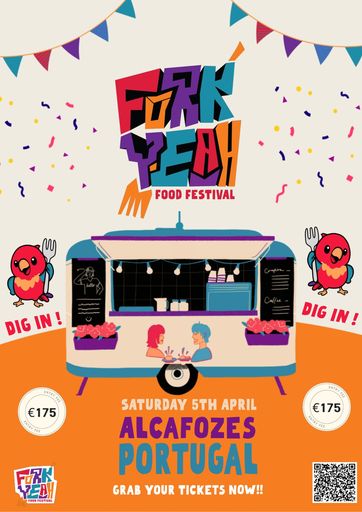 FORK
YEAH
FOOD FESTIVAL
DIG IN !
DIG IN !
Coffee
€175
€175
SATURDAY 5TH APRIL
ALCAFOZES
PORTUGAL
GRAB YOUR TICKETS NOW!!
FORK
YEAH
FOOD FESTIVAL